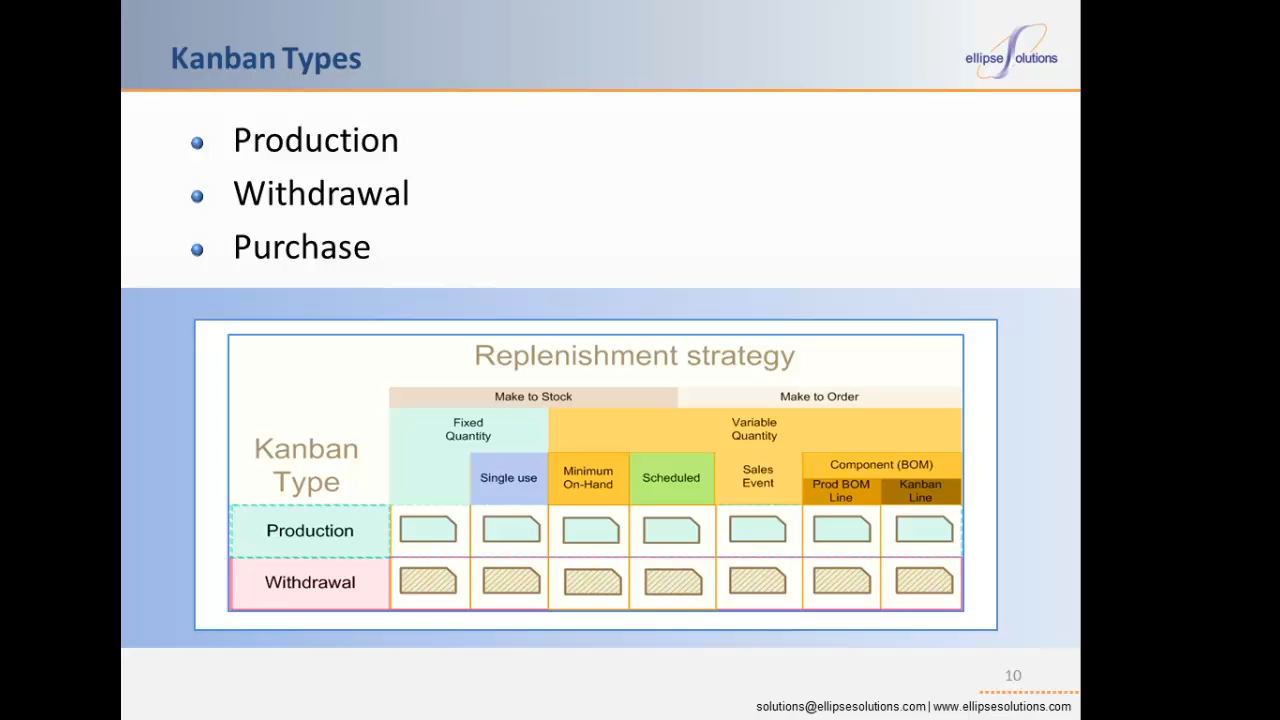 Kanban Types
ellipse Solutions
Production
Withdrawal
Purchase
Replenishment strategy
Make to Stock
Make to Order
Fixed
Quantity
Variable
Quantity
Kanban
Type
Single use
Minimum
On-Hand
Scheduled
Sales
Event
Component (BOM)
Prod BOM
Line
Kanban
Line
Production
Withdrawal
10
solutions@ellipsesolutions.com | www.ellipsesolutions.com